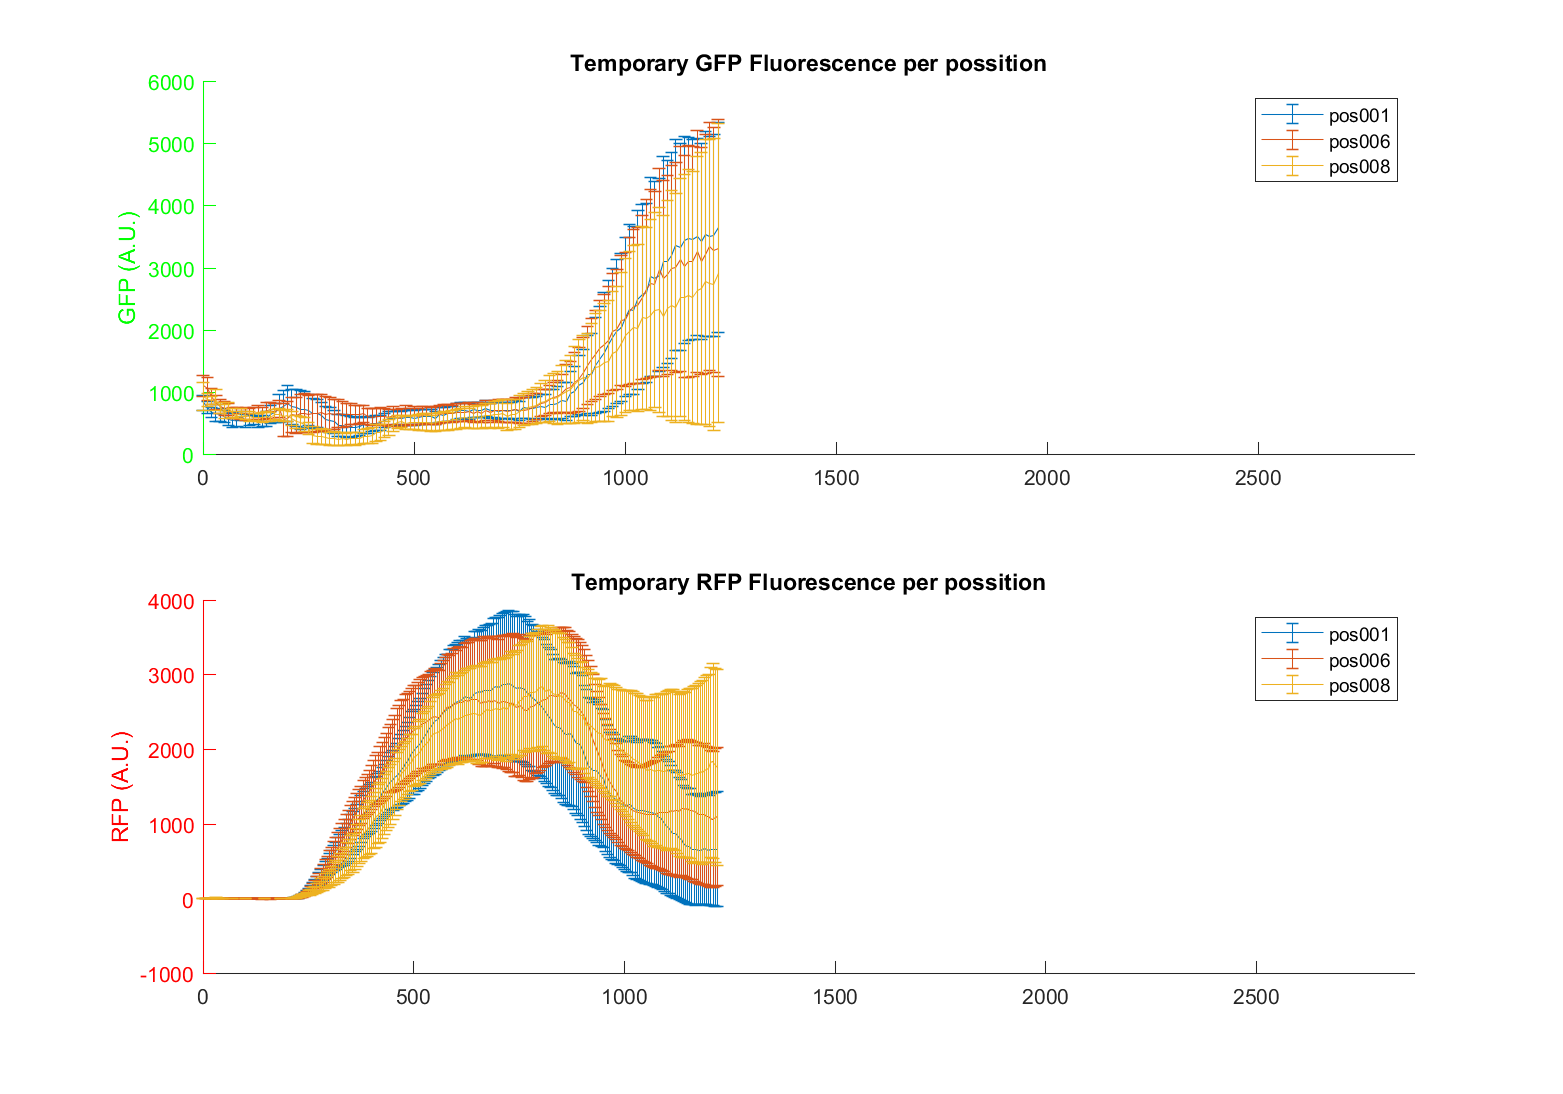 Temporary GFP Fluorescence per possition
6000
5000
4000
3000
2000
1000
0
GFP (A.U.)
0 500 1000 1500 2000 2500
pos001
pos006
pos008
Temporary RFP Fluorescence per possition
4000
3000
2000
1000
0
-1000
RFP (A.U.)
0 500 1000 1500 2000 2500
pos001
pos006
pos008